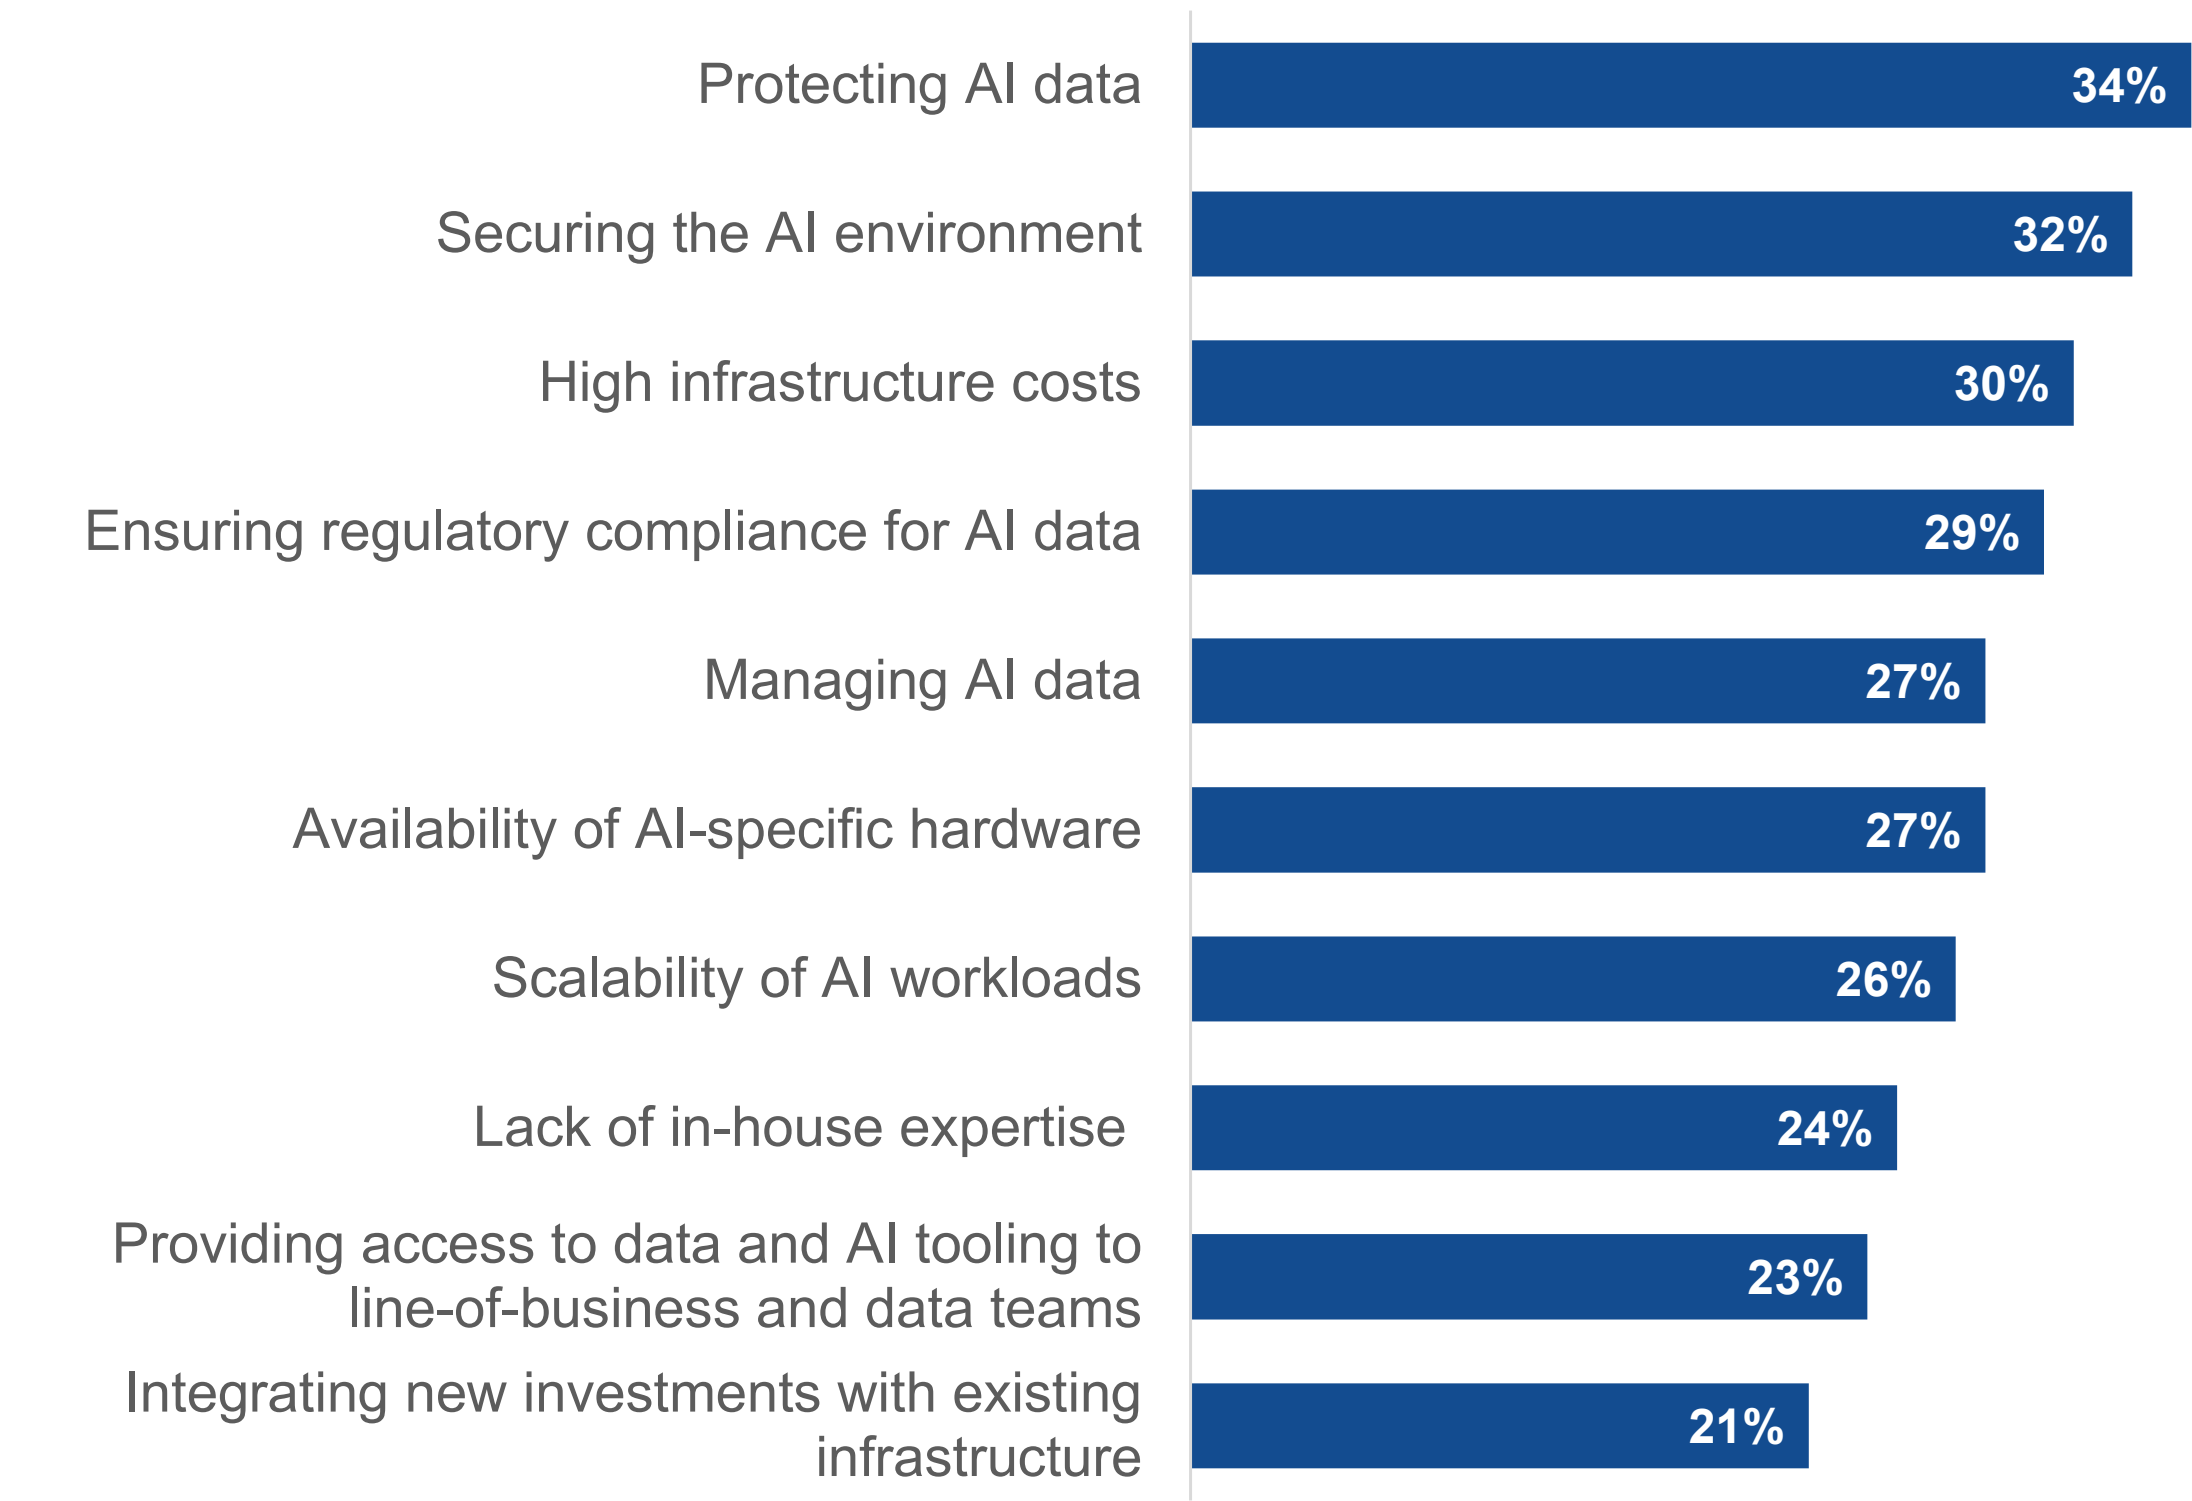 Protecting AI data
34%
Securing the AI environment
32%
High infrastructure costs
30%
Ensuring regulatory compliance for AI data
29%
Managing AI data
27%
Availability of AI-specific hardware
27%
Scalability of AI workloads
26%
Lack of in-house expertise
24%
Providing access to data and AI tooling to
line-of-business and data teams
23%
Integrating new investments with existing
infrastructure
21%